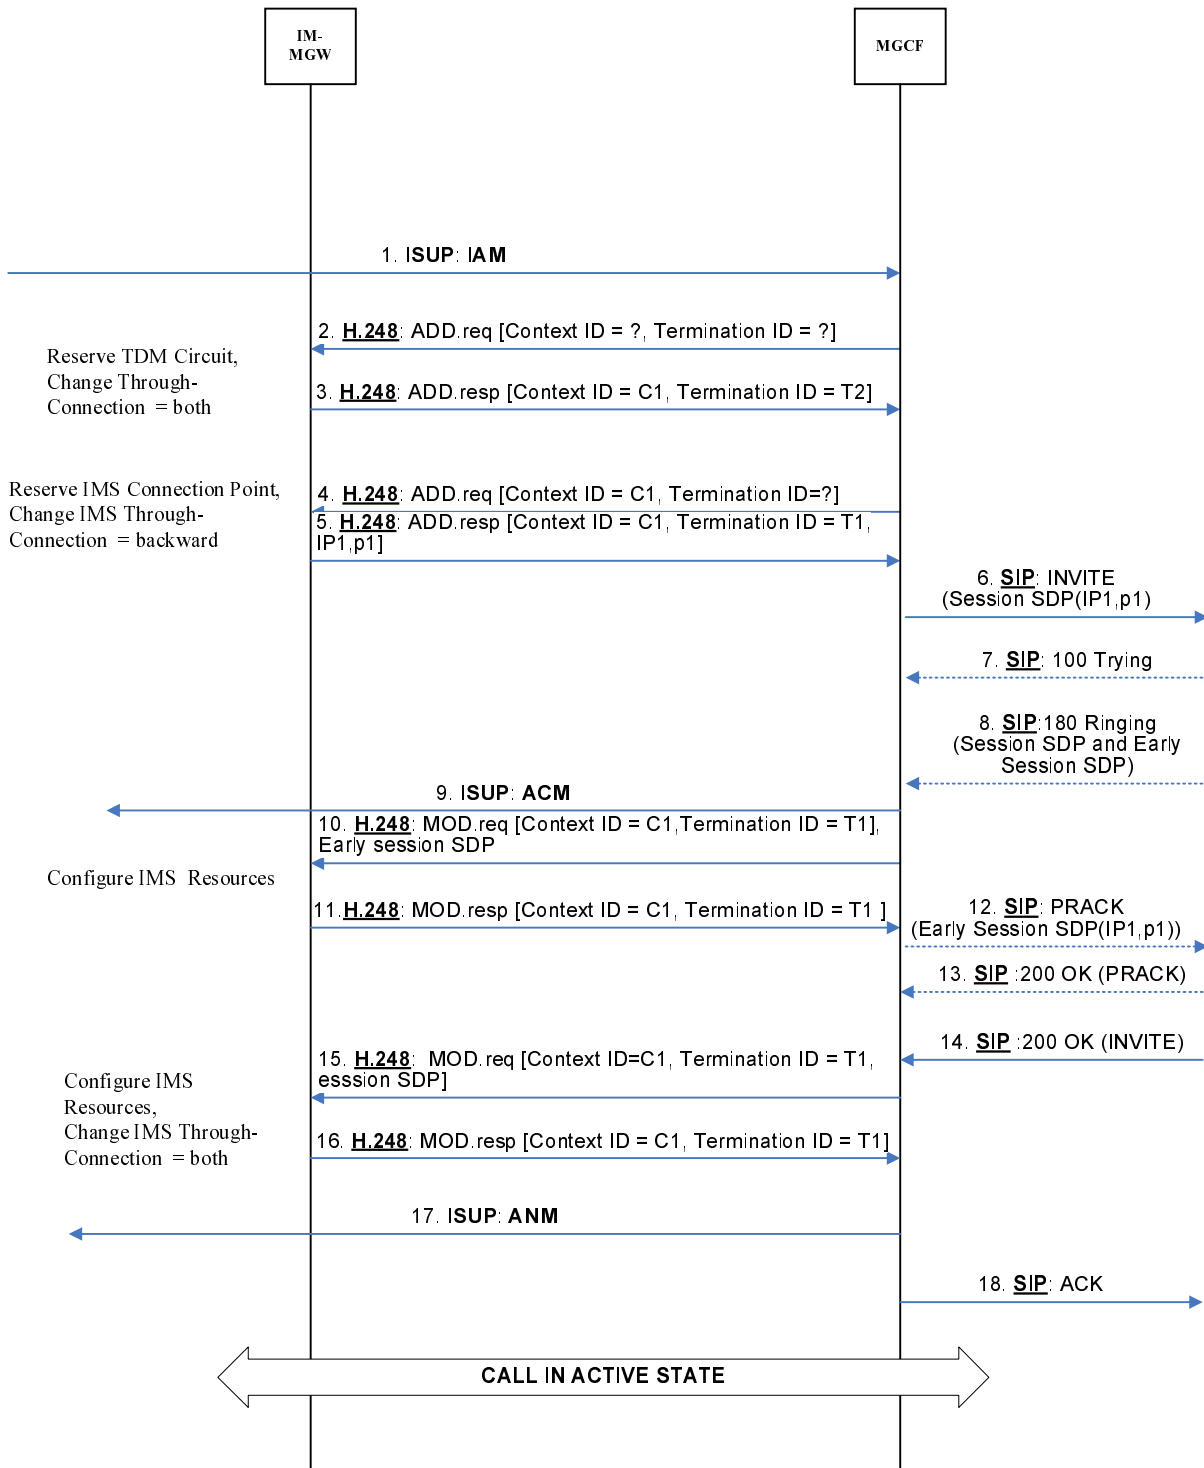 IM-
MGW
MGCF
1. ISUP: IAM
2. H.248: ADD.req [Context ID = ?, Termination ID = ?]
Reserve TDM Circuit,
Change Through-
Connection = both
3. H.248: ADD.resp [Context ID = C1, Termination ID = T2]
Reserve IMS Connection Point,
Change IMS Through-
Connection = backward
4. H.248: ADD.req [Context ID = C1, Termination ID=?]
5. H.248: ADD.resp [Context ID = C1, Termination ID = T1,
IP1,p1]
6. SIP: INVITE
(Session SDP(IP1,p1)
7. SIP: 100 Trying
8. SIP:180 Ringing
(Session SDP and Early
Session SDP)
9. ISUP: ACM
10. H.248: MOD.req [Context ID = C1,Termination ID = T1],
Early session SDP
Configure IMS Resources
11.H.248: MOD.resp [Context ID = C1, Termination ID = T1 ]
12. SIP: PRACK
(Early Session SDP(IP1,p1))
13. SIP :200 OK (PRACK)
14. SIP :200 OK (INVITE)
15. H.248: MOD.req [Context ID=C1, Termination ID = T1,
esssion SDP]
Configure IMS
Resources,
Change IMS Through-
Connection = both
16. H.248: MOD.resp [Context ID = C1, Termination ID = T1]
17. ISUP: ANM
18. SIP: ACK
CALL IN ACTIVE STATE